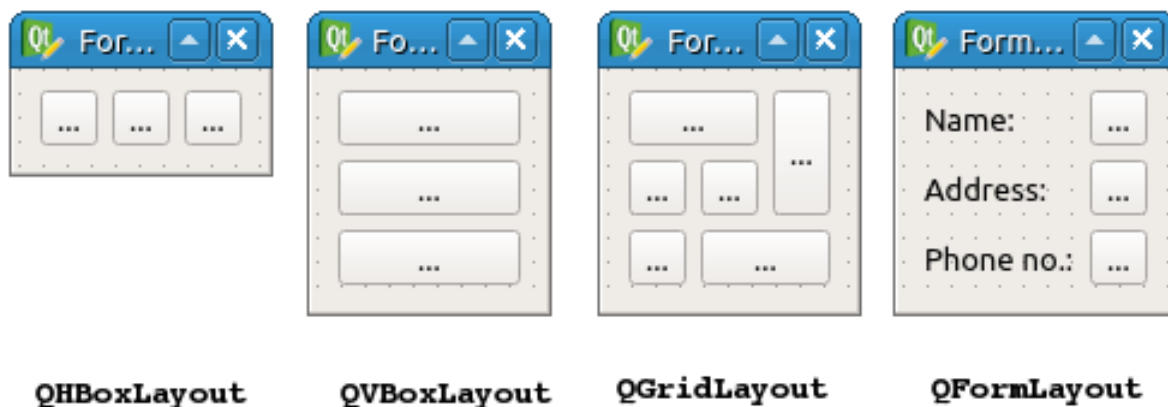 Qt For...
...
...
...
QHBoxLayout
Qt Fo...
...
...
...
QVBoxLayout
Qt For...
...
...
...
...
...
...
QGridLayout
Qt Form...
Name: ...
Address: ...
Phone no.: ...
QFormLayout